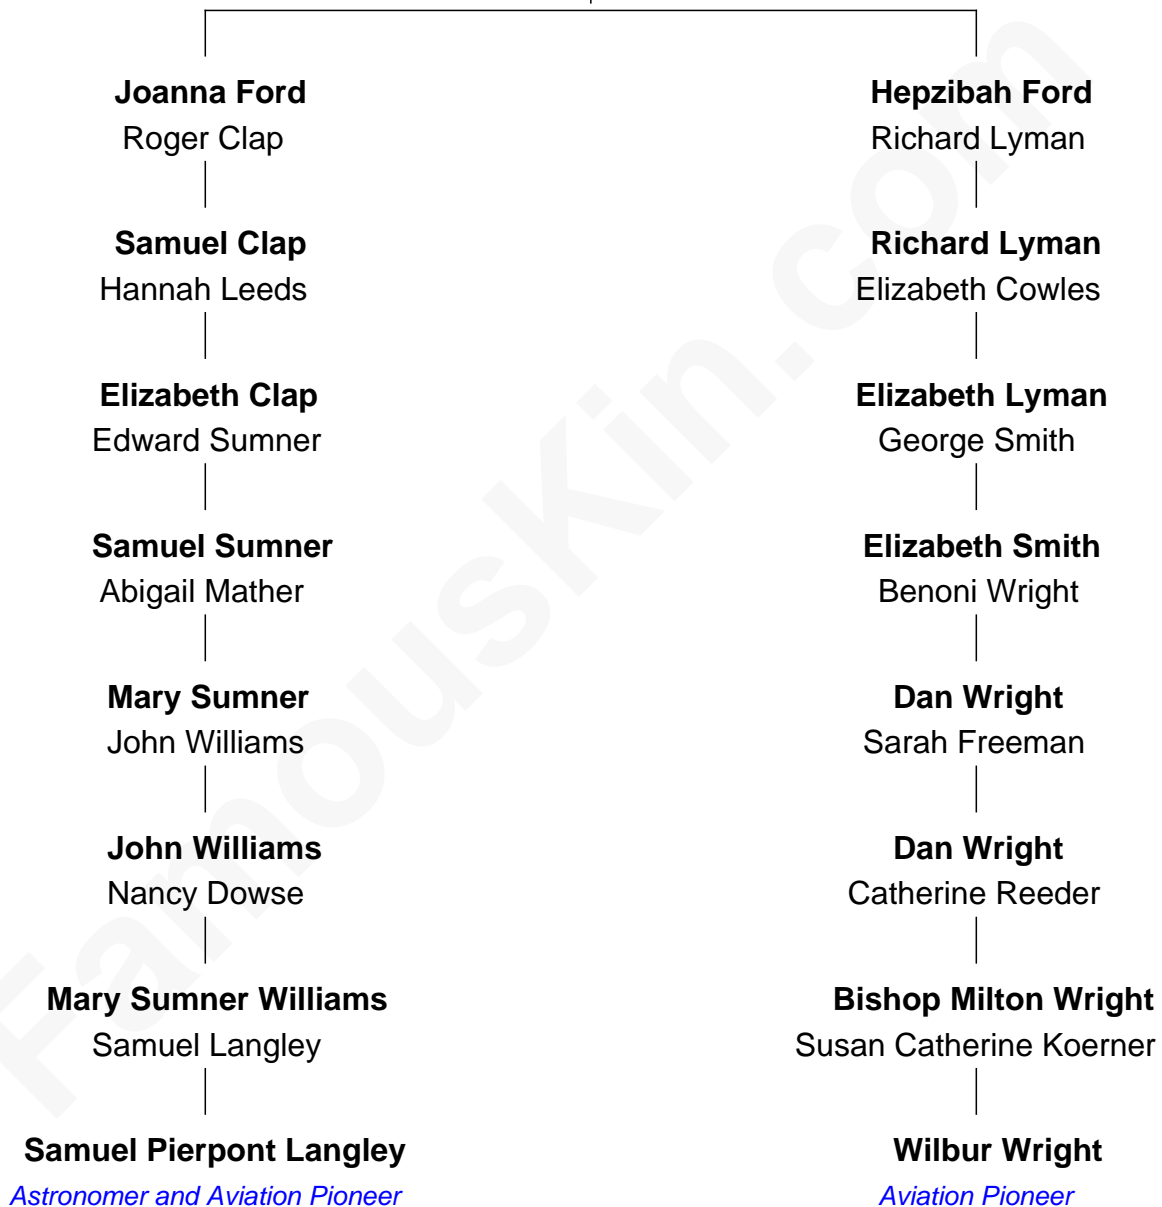 Joanna Ford
Roger Clap
Hepzibah Ford
Richard Lyman
Samuel Clap
Hannah Leeds
Richard Lyman
Elizabeth Cowles
Elizabeth Clap
Edward Sumner
Elizabeth Lyman
George Smith
Samuel Sumner
Abigail Mather
Elizabeth Smith
Benoni Wright
Mary Sumner
John Williams
Dan Wright
Sarah Freeman
John Williams
Nancy Dowse
Dan Wright
Catherine Reeder
Mary Sumner Williams
Samuel Langley
Bishop Milton Wright
Susan Catherine Koerner
Samuel Pierpont Langley
Astronomer and Aviation Pioneer
Wilbur Wright
Aviation Pioneer
FamousKin.com